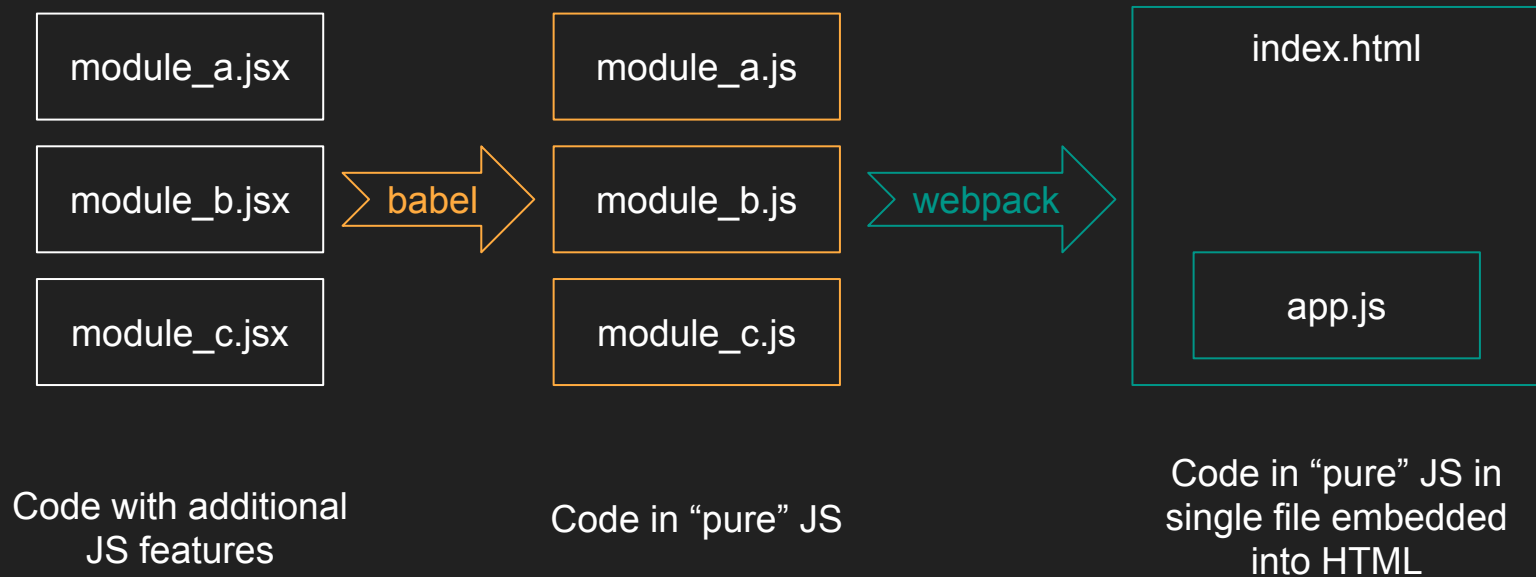 module_a.jsx
module_a.js
index.html
module_b.jsx
babel
module_b.js
webpack
module_c.jsx
module_c.js
app.js
Code with additional
JS features
Code in “pure” JS
Code in “pure” JS in
single file embedded
into HTML